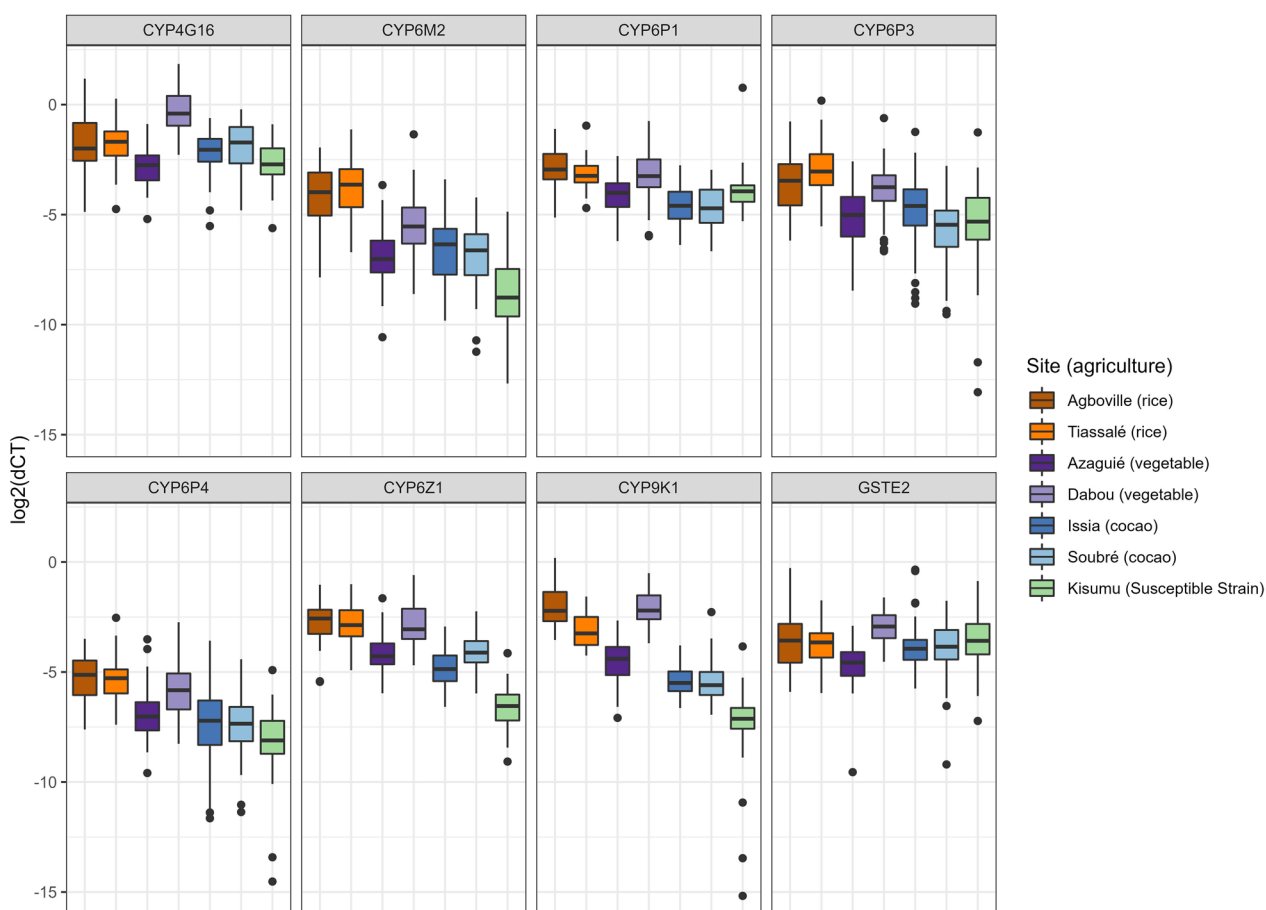 CYP4G16
CYP6M2
CYP6P1
CYP6P3
0
-5
-10
-15
log2(dCT)
CYP6P4
CYP6Z1
CYP9K1
GSTE2
0
-5
-10
-15
Site (agriculture)
Agboville (rice)
Tiassalé (rice)
Azaguié (vegetable)
Dabou (vegetable)
Issia (cocao)
Soubré (cocao)
Kisumu (Susceptible Strain)